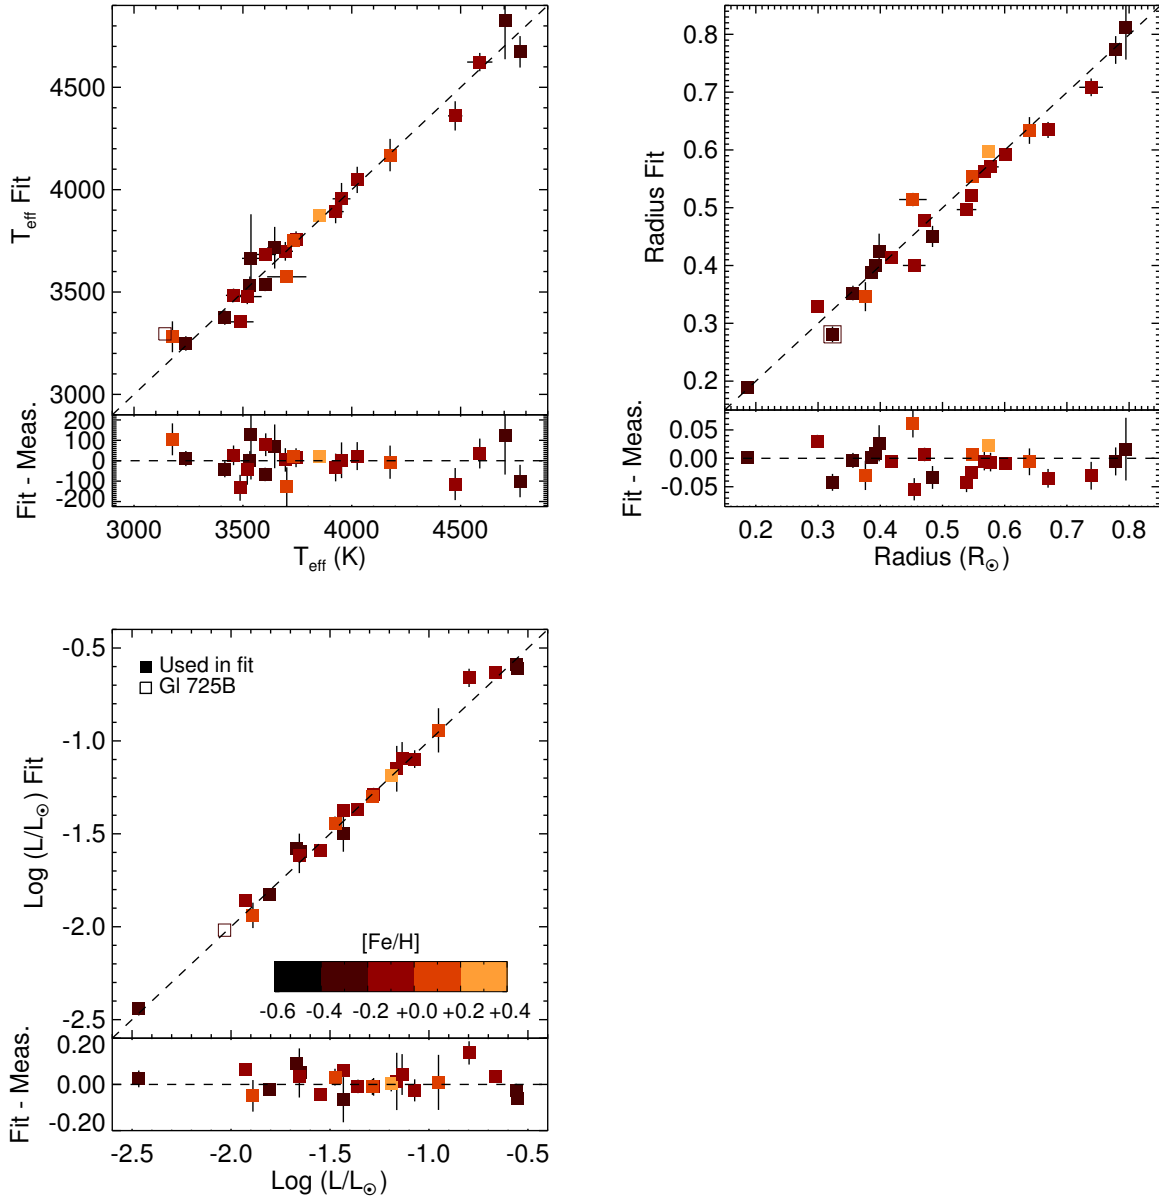 4500
4000
3500
3000
T_eff Fit
200
100
0
-100
-200
Fit - Meas.
3000 3500 4000 4500
T_eff (K)
0.8
0.7
0.6
0.5
0.4
0.3
0.2
Radius Fit
0.05
0.00
-0.05
Fit - Meas.
0.2 0.3 0.4 0.5 0.6 0.7 0.8
Radius (R☉)
-0.5
-1.0
-1.5
-2.0
-2.5
Log (L/L☉) Fit
Used in fit
Gl 725B
[Fe/H]
-0.6 -0.4 -0.2 +0.0 +0.2 +0.4
0.20
0.00
-0.20
Fit - Meas.
-2.5 -2.0 -1.5 -1.0 -0.5
Log (L/L☉)